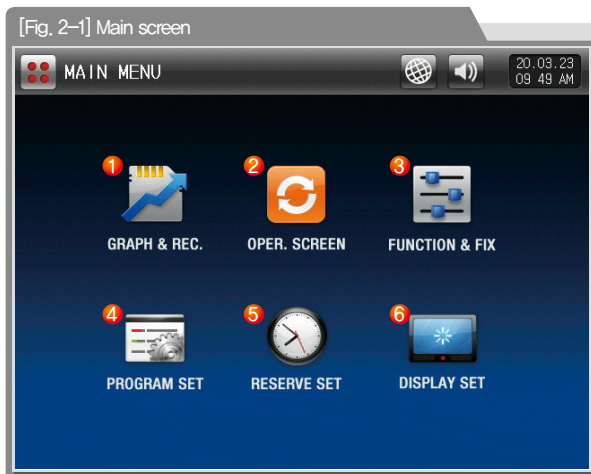 [Fig. 2-1] Main screen
MAIN MENU
20.03.23
09 49 AM
1
2
3
GRAPH & REC.
OPER. SCREEN
FUNCTION & FIX
4
5
6
PROGRAM SET
RESERVE SET
DISPLAY SET